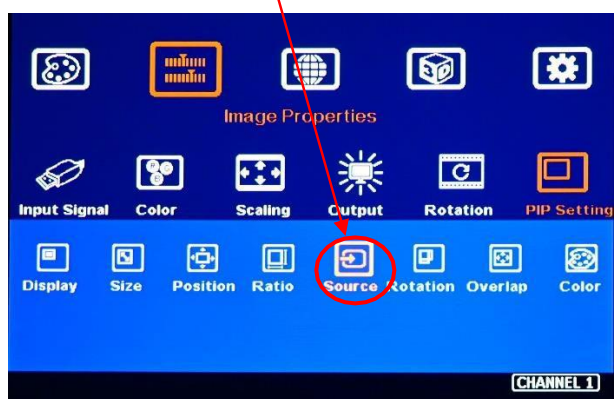 Image Properties
Input Signal Color Scaling Output Rotation PIP Setting
Display Size Position Ratio Source Rotation Overlap Color
CHANNEL 1